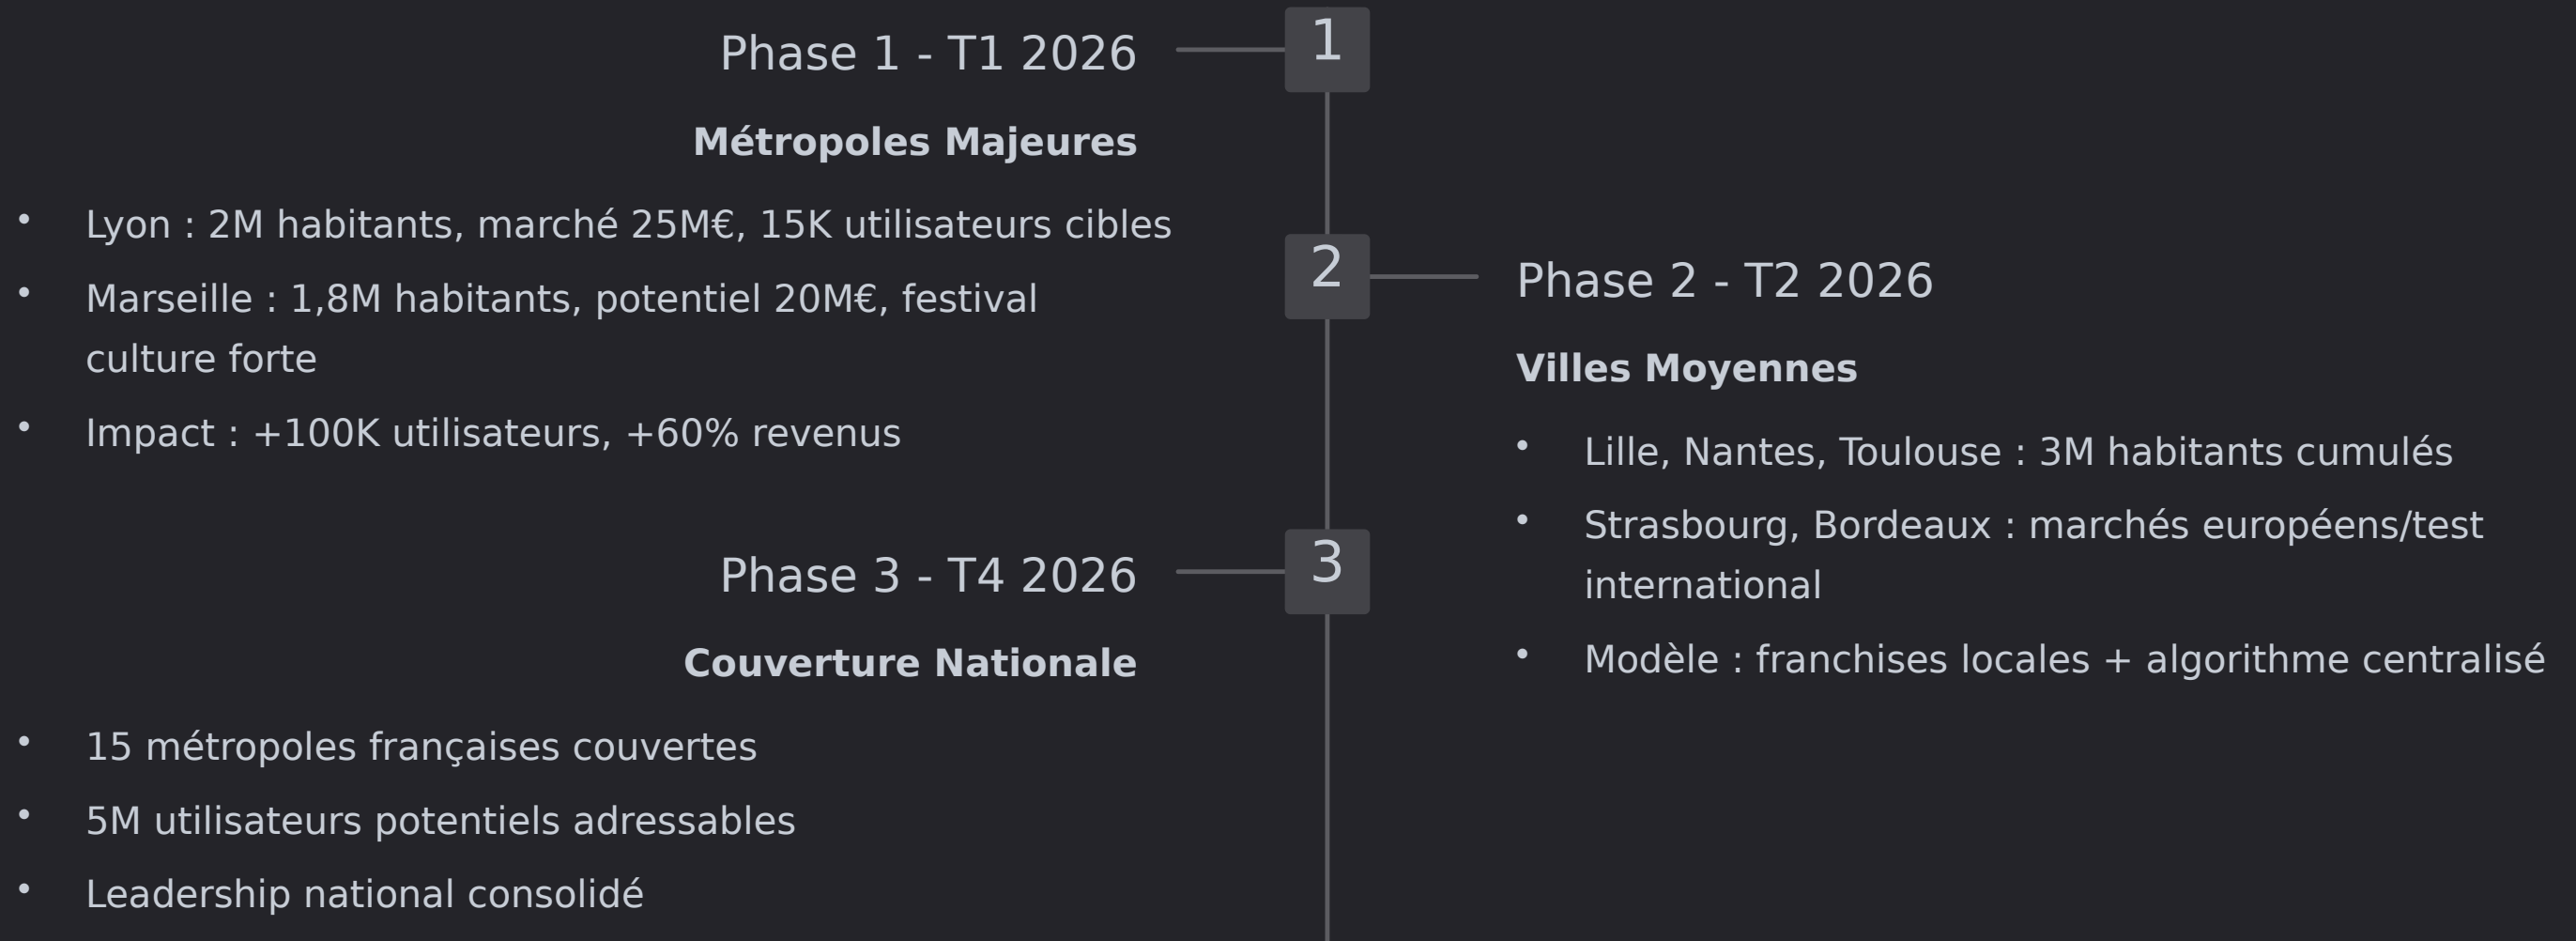 1
Phase 1 - T1 2026
Métropoles Majeures
• Lyon : 2M habitants, marché 25M€, 15K utilisateurs cibles
• Marseille : 1,8M habitants, potentiel 20M€, festival
culture forte
• Impact : +100K utilisateurs, +60% revenus
2
Phase 2 - T2 2026
Villes Moyennes
• Lille, Nantes, Toulouse : 3M habitants cumulés
• Strasbourg, Bordeaux : marchés européens/test
international
• Modèle : franchises locales + algorithme centralisé
3
Phase 3 - T4 2026
Couverture Nationale
• 15 métropoles françaises couvertes
• 5M utilisateurs potentiels adressables
• Leadership national consolidé